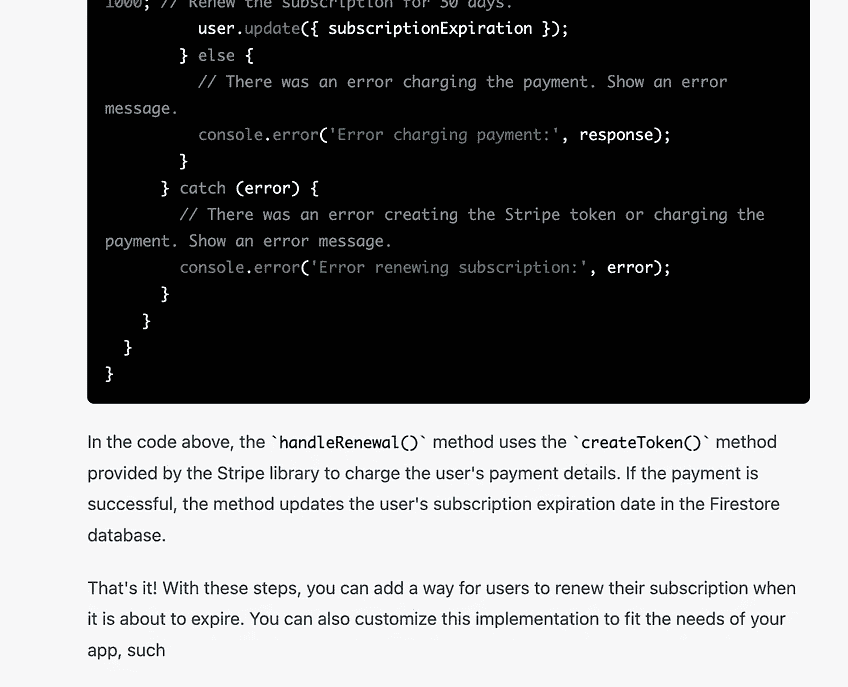 1000; // Renew the subscription for 30 days.
user.update({ subscriptionExpiration });
} else {
// There was an error charging the payment. Show an error
message.
console.error('Error charging payment:', response);
}
} catch (error) {
// There was an error creating the Stripe token or charging the
payment. Show an error message.
console.error('Error renewing subscription:', error);
}
}
}
}
In the code above, the `handleRenewal()` method uses the `createToken()` method
provided by the Stripe library to charge the user's payment details. If the payment is
successful, the method updates the user's subscription expiration date in the Firestore
database.
That's it! With these steps, you can add a way for users to renew their subscription when
it is about to expire. You can also customize this implementation to fit the needs of your
app, such